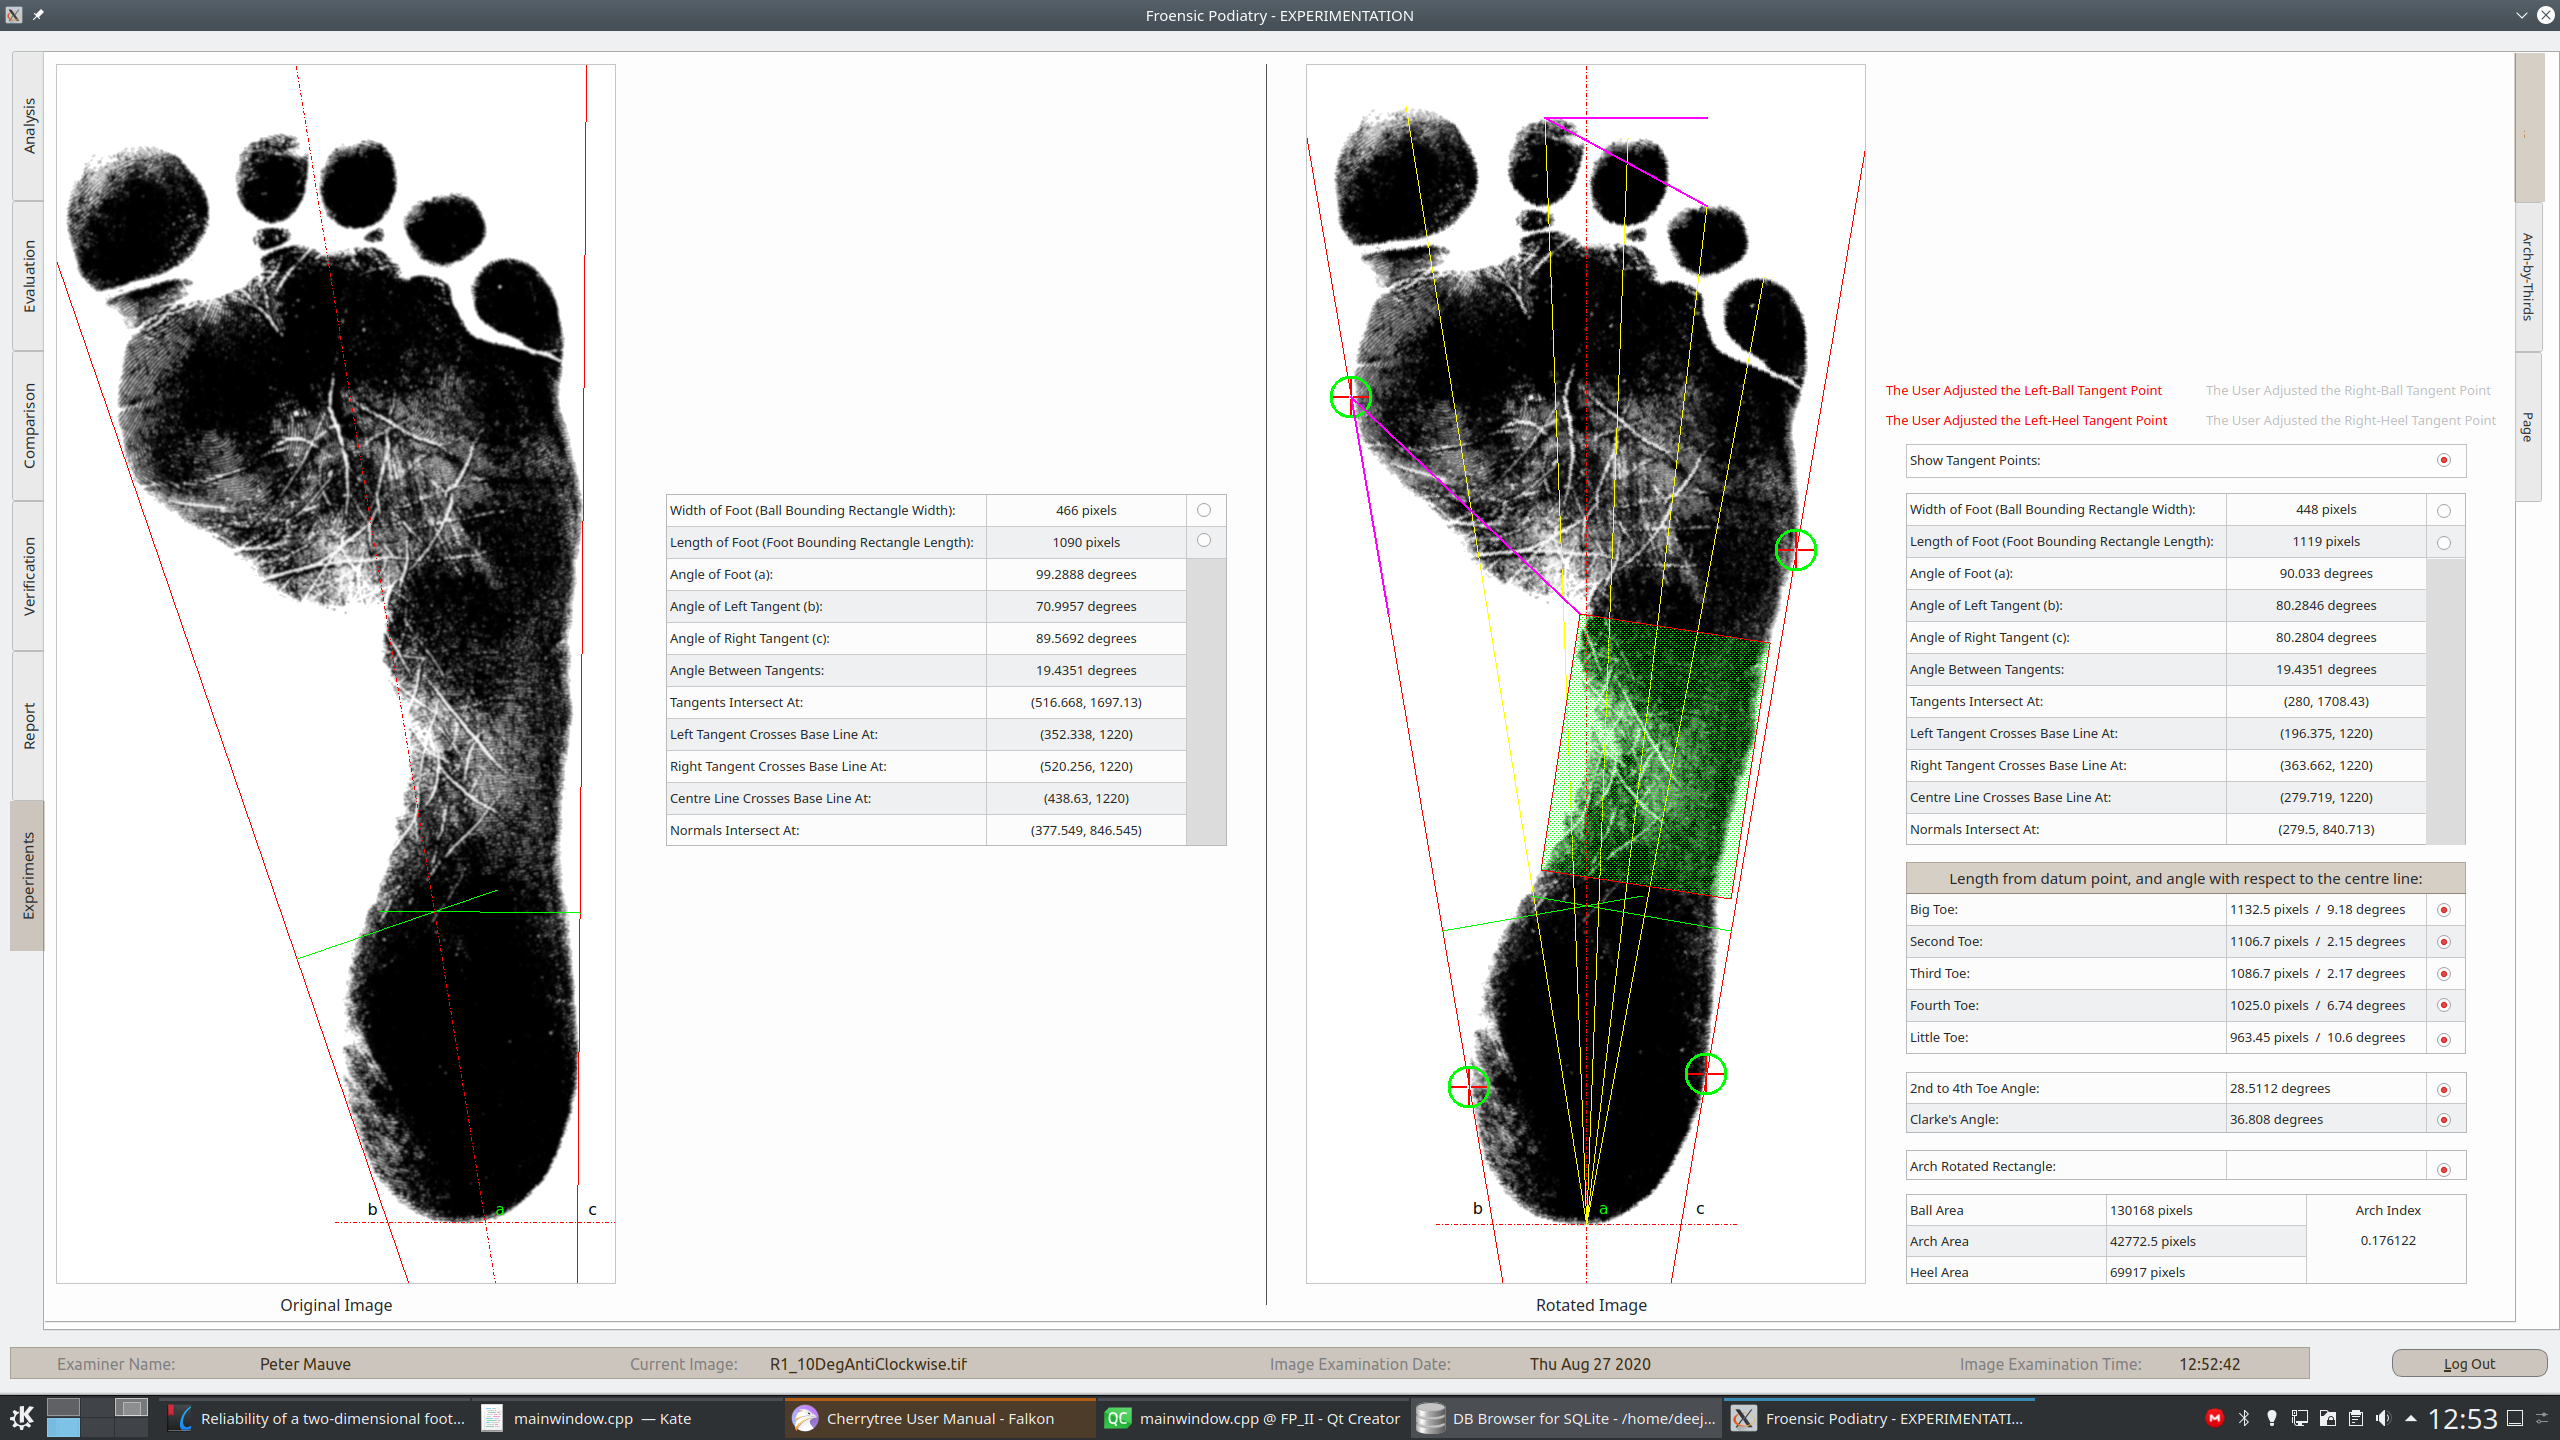 Froensic Podiatry - EXPERIMENTATION
Analysis
Evaluation
Comparison
Verification
Report
Experiments
b
a
c
Original Image
Width of Foot (Ball Bounding Rectangle Width): 466 pixels
Length of Foot (Foot Bounding Rectangle Length): 1090 pixels
Angle of Foot (a): 99.2888 degrees
Angle of Left Tangent (b): 70.9957 degrees
Angle of Right Tangent (c): 89.5692 degrees
Angle Between Tangents: 19.4351 degrees
Tangents Intersect At: (516.668, 1697.13)
Left Tangent Crosses Base Line At: (352.338, 1220)
Right Tangent Crosses Base Line At: (520.256, 1220)
Centre Line Crosses Base Line At: (438.63, 1220)
Normals Intersect At: (377.549, 846.545)
b
a
c
Rotated Image
The User Adjusted the Left-Ball Tangent Point The User Adjusted the Right-Ball Tangent Point
The User Adjusted the Left-Heel Tangent Point The User Adjusted the Right-Heel Tangent Point
Show Tangent Points:
Width of Foot (Ball Bounding Rectangle Width): 448 pixels
Length of Foot (Foot Bounding Rectangle Length): 1119 pixels
Angle of Foot (a): 90.033 degrees
Angle of Left Tangent (b): 80.2846 degrees
Angle of Right Tangent (c): 80.2804 degrees
Angle Between Tangents: 19.4351 degrees
Tangents Intersect At: (280, 1708.43)
Left Tangent Crosses Base Line At: (196.375, 1220)
Right Tangent Crosses Base Line At: (363.662, 1220)
Centre Line Crosses Base Line At: (279.719, 1220)
Normals Intersect At: (279.5, 840.713)
Length from datum point, and angle with respect to the centre line:
Big Toe: 1132.5 pixels / 9.18 degrees
Second Toe: 1106.7 pixels / 2.15 degrees
Third Toe: 1086.7 pixels / 2.17 degrees
Fourth Toe: 1025.0 pixels / 6.74 degrees
Little Toe: 963.45 pixels / 10.6 degrees
2nd to 4th Toe Angle: 28.5112 degrees
Clarke's Angle: 36.808 degrees
Arch Rotated Rectangle:
Ball Area 130168 pixels Arch Index
Arch Area 42772.5 pixels 0.176122
Heel Area 69917 pixels
Arch-by-Thirds
Page
Examiner Name: Peter Mauve Current Image: R1_10DegAntiClockwise.tif Image Examination Date: Thu Aug 27 2020 Image Examination Time: 12:52:42 Log Out
Reliability of a two-dimensional foot... mainwindow.cpp — Kate Cherrytree User Manual - Falkon QC mainwindow.cpp @ FP_II - Qt Creator DB Browser for SQLite - /home/deej... Froensic Podiatry - EXPERIMENTATI... 12:53